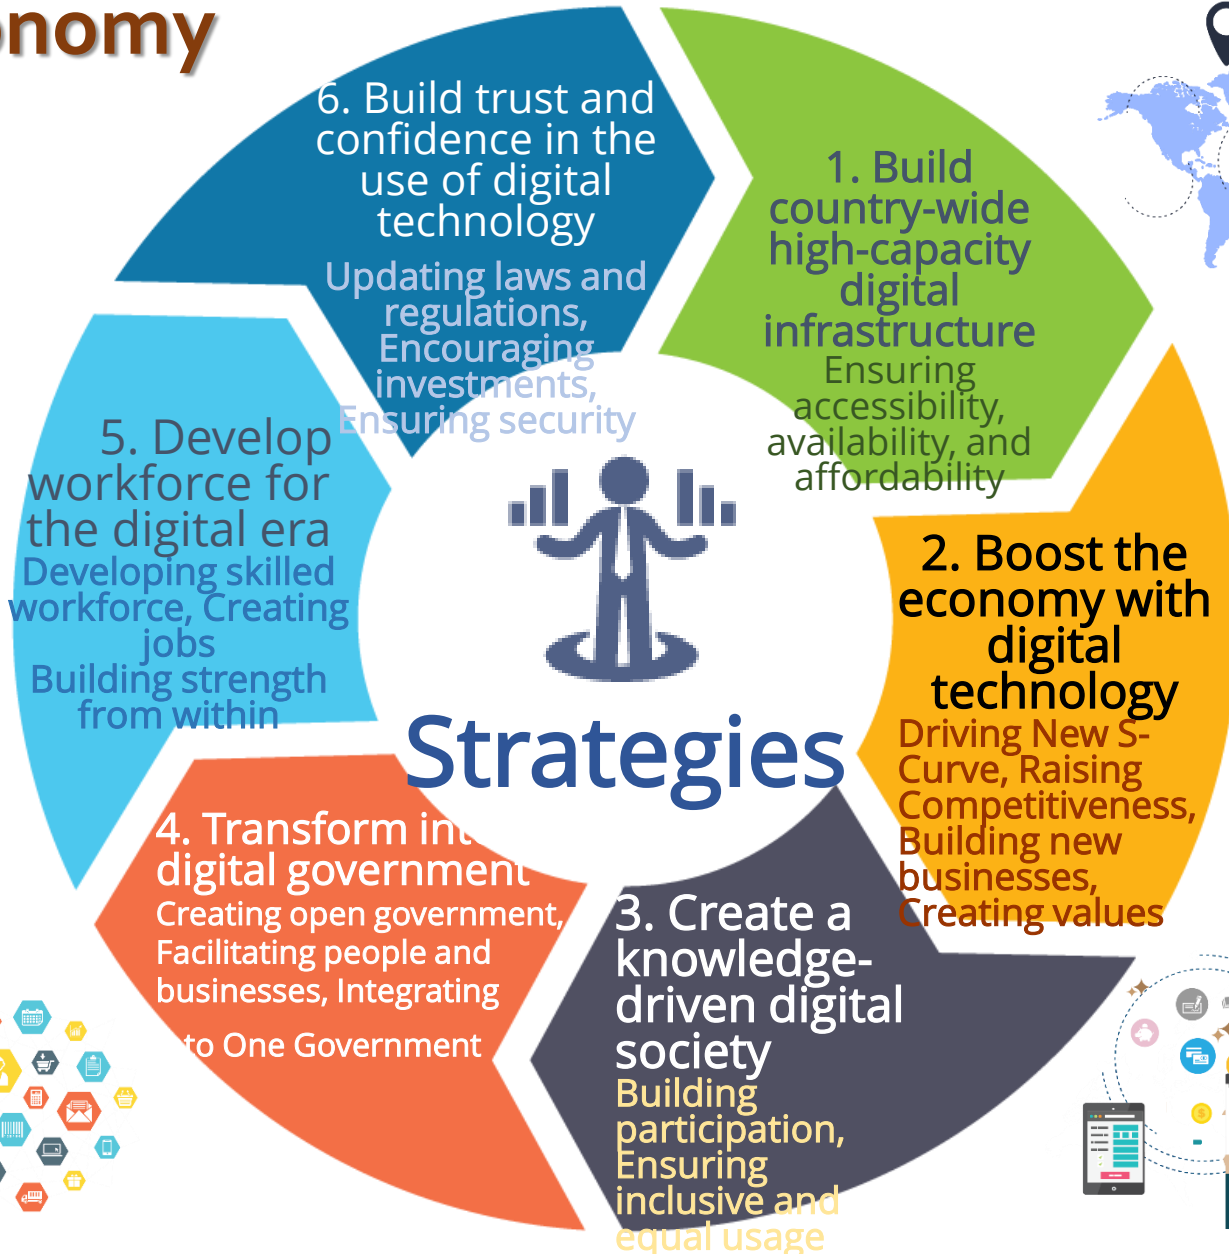 6. Build trust and
confidence in the
use of digital
technology
Updating laws and
regulations,
Encouraging
investments,
Ensuring security
1. Build
country-wide
high-capacity
digital
infrastructure
Ensuring
accessibility,
availability, and
affordability
2. Boost the
economy with
digital
technology
Driving New S-
Curve, Raising
Competitiveness,
Building new
businesses,
Creating values
3. Create a
knowledge-
driven digital
society
Building
participation,
Ensuring
inclusive and
equal usage
4. Transform
digital government
Creating open government,
Facilitating people and
businesses, Integrating
to One Government
5. Develop
workforce for
the digital era
Developing skilled
workforce, Creating
jobs
Building strength
from within
Strategies